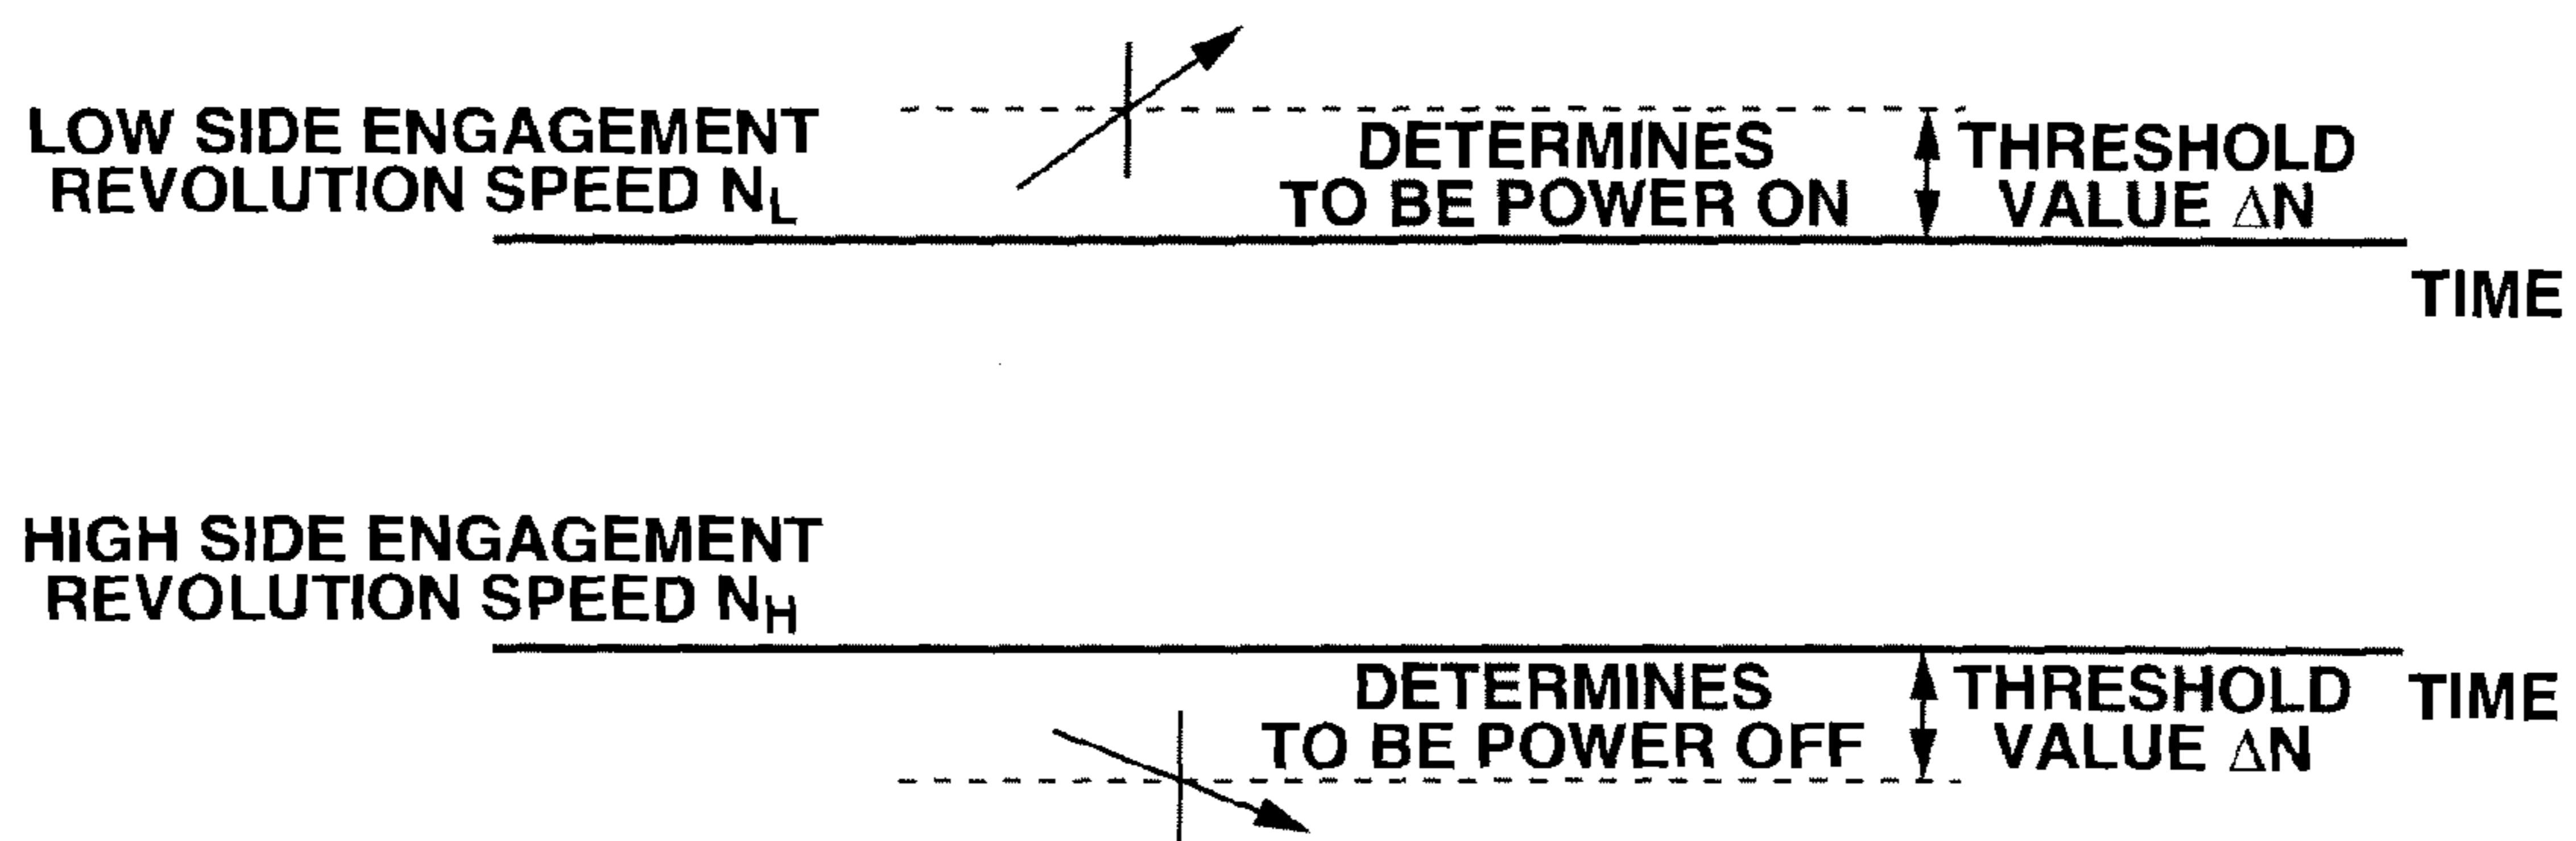 LOW SIDE ENGAGEMENT
REVOLUTION SPEED NL
DETERMINES
TO BE POWER ON
THRESHOLD
VALUE ΔN
TIME
HIGH SIDE ENGAGEMENT
REVOLUTION SPEED NH
DETERMINES
TO BE POWER OFF
THRESHOLD
VALUE ΔN
TIME